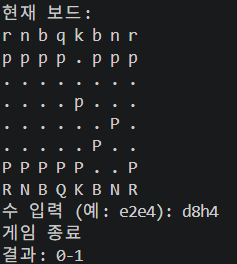 현재 보드:
r n b q k b n r
p p p p . p p p
. . . . . . . .
. . . . p . . .
. . . . . . P .
. . . . . P . .
P P P P P . . P
R N B Q K B N R
수 입력 (예: e2e4): d8h4
게임 종료
결과: 0-1